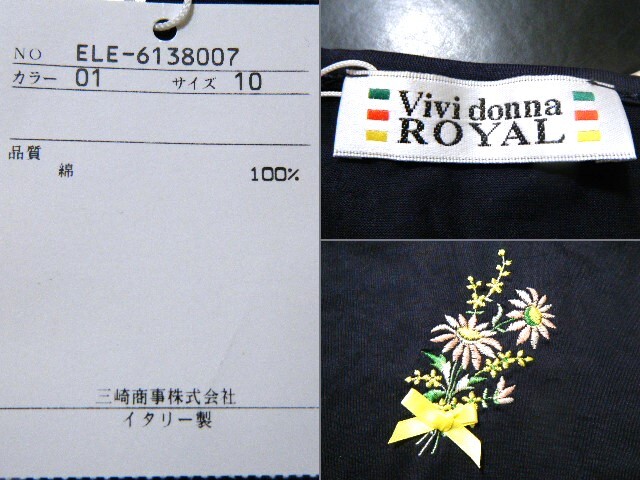 NO ELE-6138007
カラー 01 サイズ 10
品質
綿 100%
三崎商事株式会社
イタリー製
Vivi donna
ROYAL